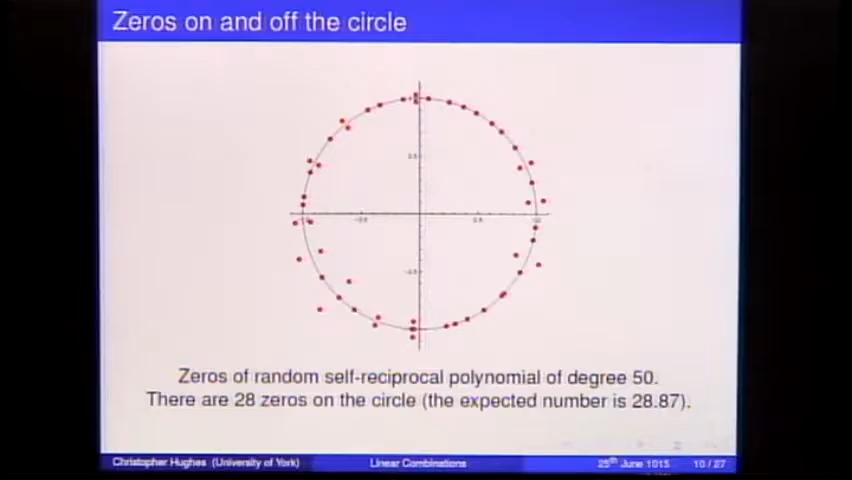 Zeros on and off the circle
Zeros of random self-reciprocal polynomial of degree 50.
There are 28 zeros on the circle (the expected number is 28.87).
Christopher Hughes (University of York) Linear Combinations 25th June 1015 10 / 27